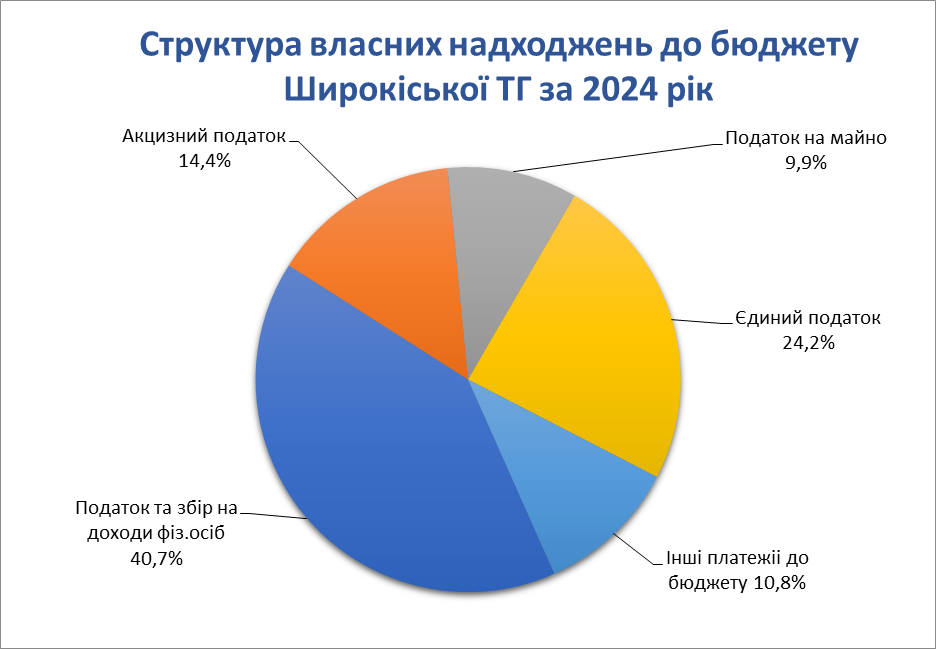 Структура власних надходжень до бюджету
Широкіської ТГ за 2024 рік
Акцизний податок
14,4%
Податок на майно
9,9%
Єдиний податок
24,2%
Податок та збір на
доходи фіз.осіб
40,7%
Інші платежіі до
бюджету 10,8%